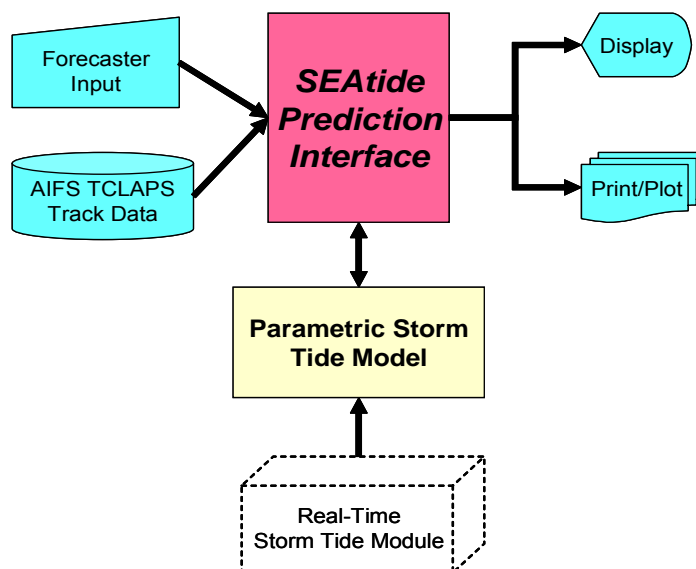 Forecaster
Input
SEAtide
Prediction
Interface
Display
AIFS TCLAPS
Track Data
Print/Plot
Parametric Storm
Tide Model
Real-Time
Storm Tide Module